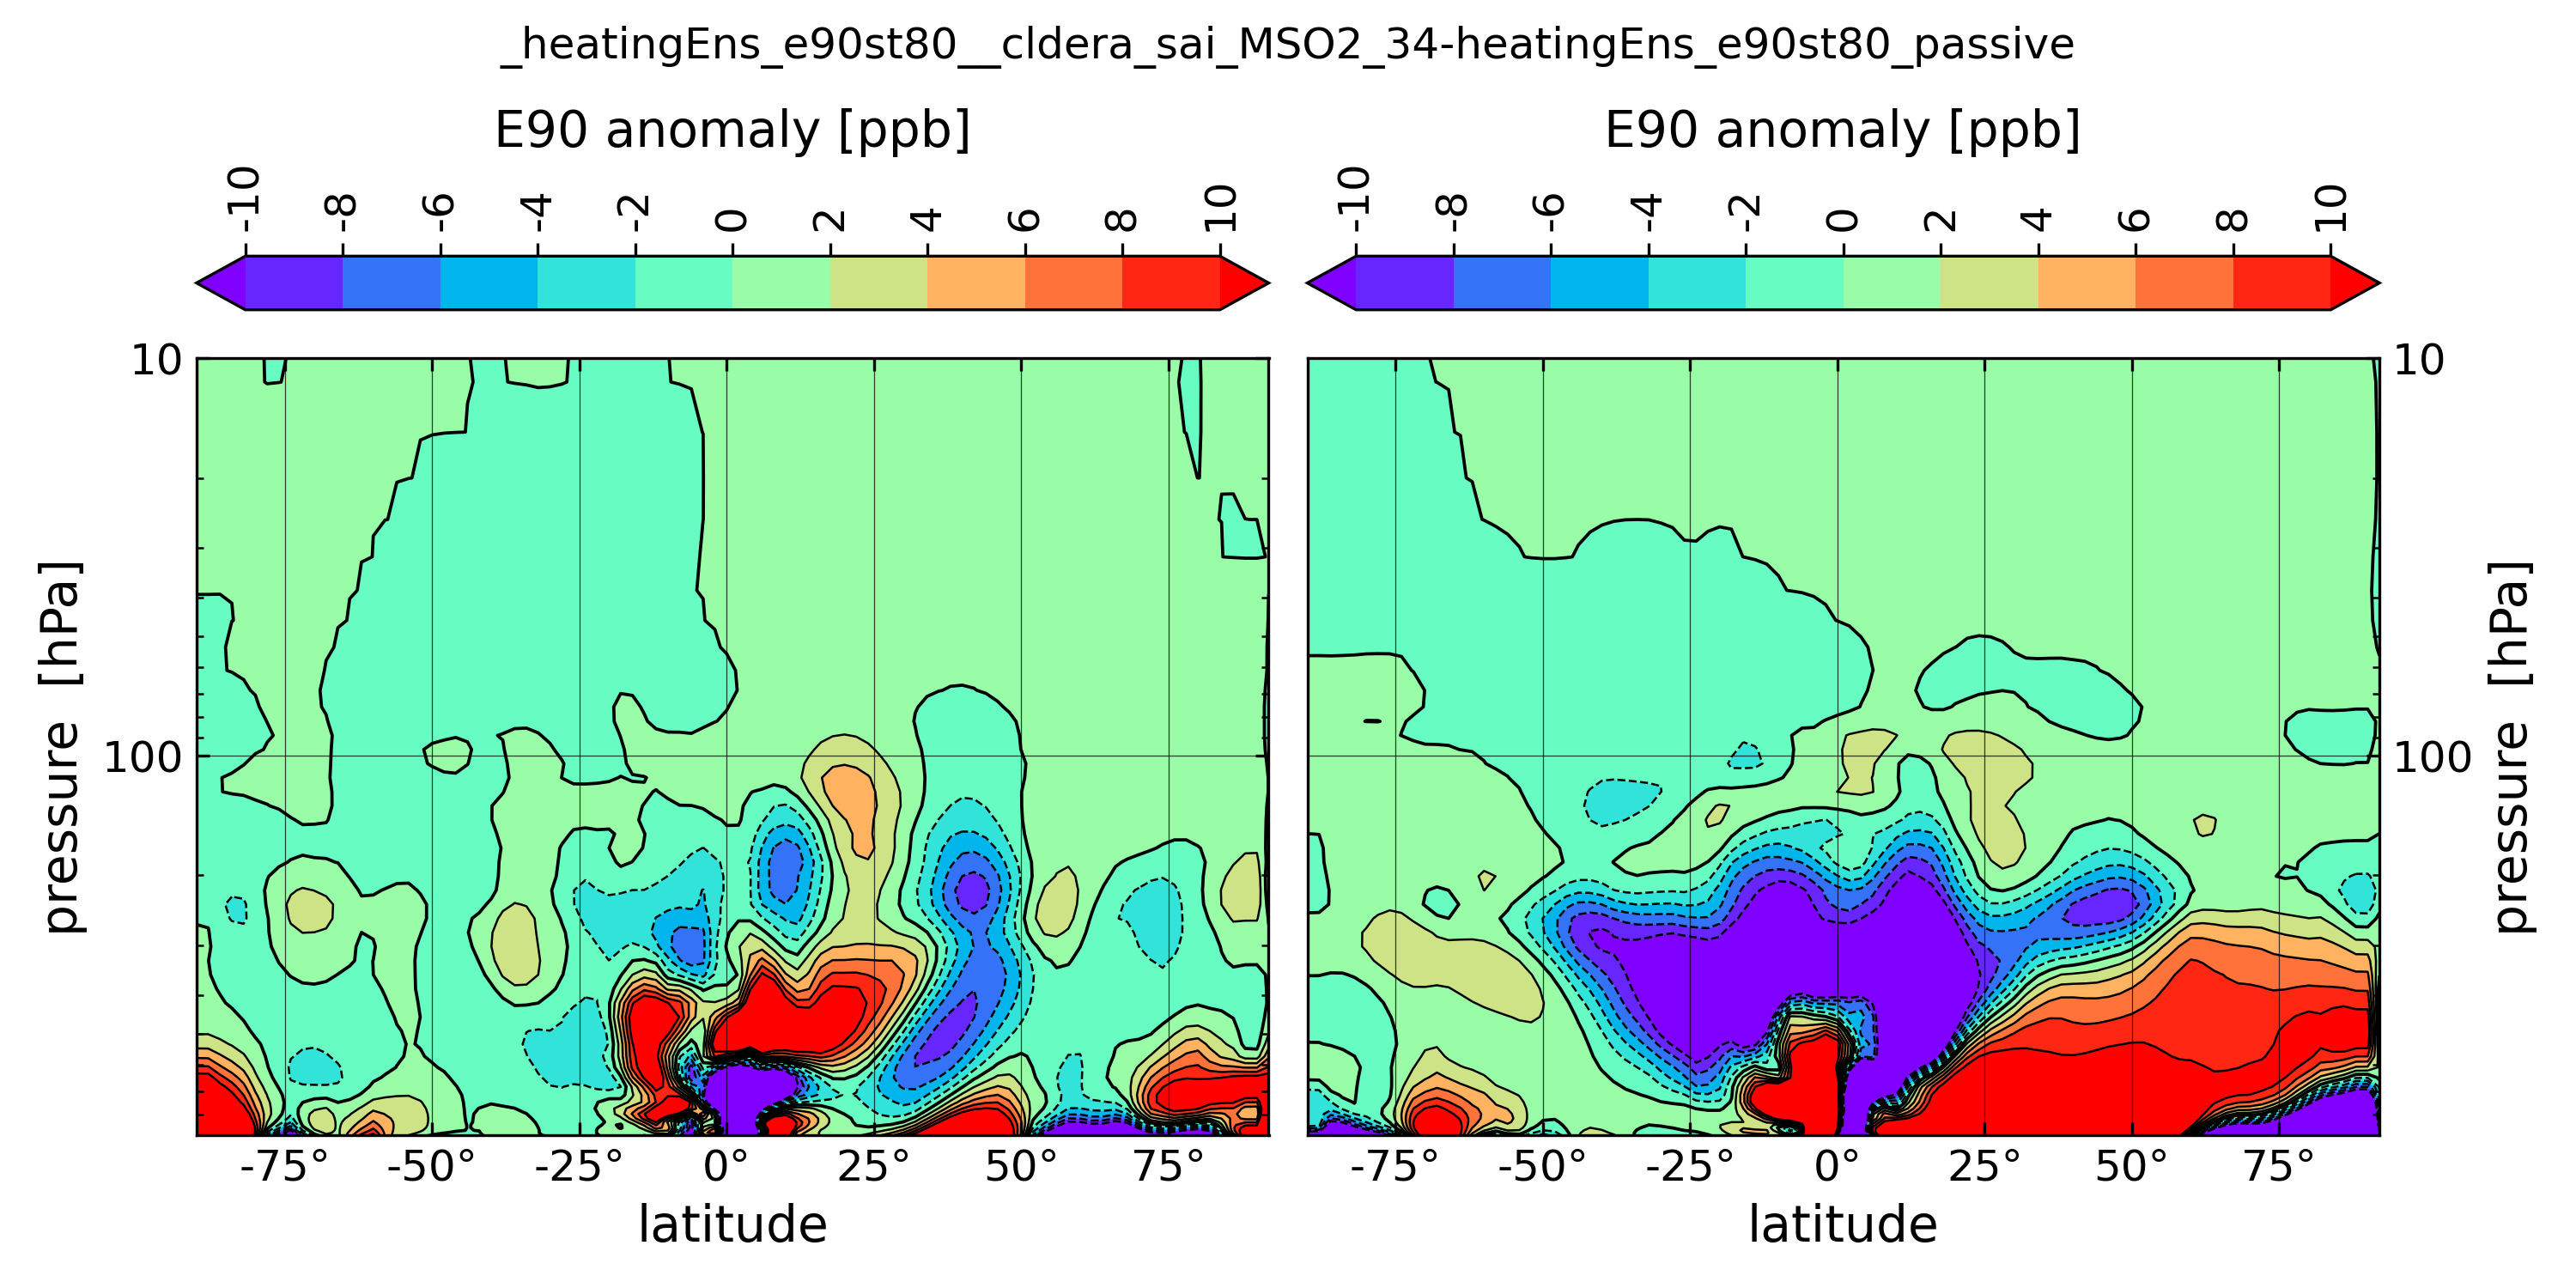 _heatingEns_e90st80__cldera_sai_MSO2_34-heatingEns_e90st80_passive
E90 anomaly [ppb]
E90 anomaly [ppb]
-10 -8 -6 -4 -2 0 2 4 6 8 10
-10 -8 -6 -4 -2 0 2 4 6 8 10
10
100
pressure [hPa]
-75° -50° -25° 0° 25° 50° 75°
latitude
10
100
pressure [hPa]
-75° -50° -25° 0° 25° 50° 75°
latitude